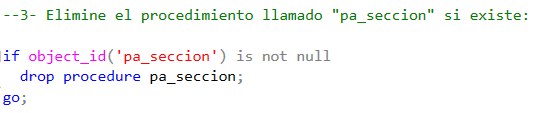 --3- Elimine el procedimiento llamado "pa_seccion" si existe:
if object_id('pa_seccion') is not null
drop procedure pa_seccion;
go;